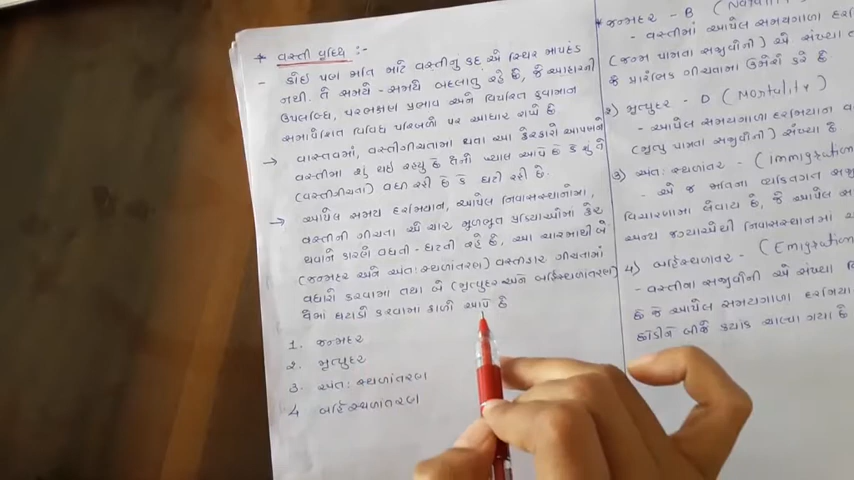 * વસ્તી વૃધ્ધિ :-
- કોઇ પણ જાતિ માટે વસ્તીનું કદ એ સ્થિર માપદંડ
નથી. તે સમયે - સમયે બદલાતુ રહે છે, જે આહારની
ઉપલબ્ધિ, પરભક્ષણ પ્રભાવ અને વિપરિત હવામાન
સમાવેશિત વિવિધ પરિબળો પર આધાર રાખે છે
→ વાસ્તવમાં, વસ્તીગીચતામા થતા આ ફેરફારો આપણને
વસ્તીમા શું થઇ રહ્યુ છે તેનો ખ્યાલ આપે છે કે શું તે
(વસ્તીગીચતા) વધી રહી છે કે ઘટી રહી છે.
→ આપેલ સમય દરમિયાન, આપેલ નિવાસસ્થાનોમા,
વસ્તીની ગીચતા એ ચાર મુળભૂત પ્રક્રિયાઓમા ફેર
થવાને કારણે વધતી - ઘટતી રહે છે, આ ચારમાથી બે
(જન્મદર અને અંત: સ્થળાંતરણ) વસ્તીદર ગીચતામાં
વધારો કરવામા તથા બે (મૃત્યુદર અને બર્હિસ્થળાંતરણ)
તેમાં ઘટાડો કરવામા ફાળો આપે છે
1. જન્મદર
2. મૃત્યુદર
3. અંત: સ્થળાંતરણ
4 બર્હિસ્થળાંતરણ
* જન્મદર - B
- વસ્તીમાં આપેલ સમયગાળા
(જન્મ પામતા સજીવોની) એ. સંખ્યા
જે પ્રારંભિક ગીચતામાં ઉમેરો કરે છે
2) મૃત્યુદર - D (Mortality)
- આપેલ સમયગાળા દરમિયાન
(મૃત્યુ પામતા સજીવોની) સંખ્યા છે
3) અંત: સ્થળાંતર - (Immigration
- એ જ જાતિના વ્યક્તિગત
વિચારણામા લેવાય છે, જે આપેલ
અન્ય જગ્યાએથી નિવાસસ્થાનમાં
4) બર્હિસ્થળાંતર - (Emigration
- વસ્તીના સજીવોની એ સંખ્યા
છે જે આપેલ સમયગાળા દરમિયા
છોડીને બીજે ક્યાંક ચાલ્યા ગયા છે